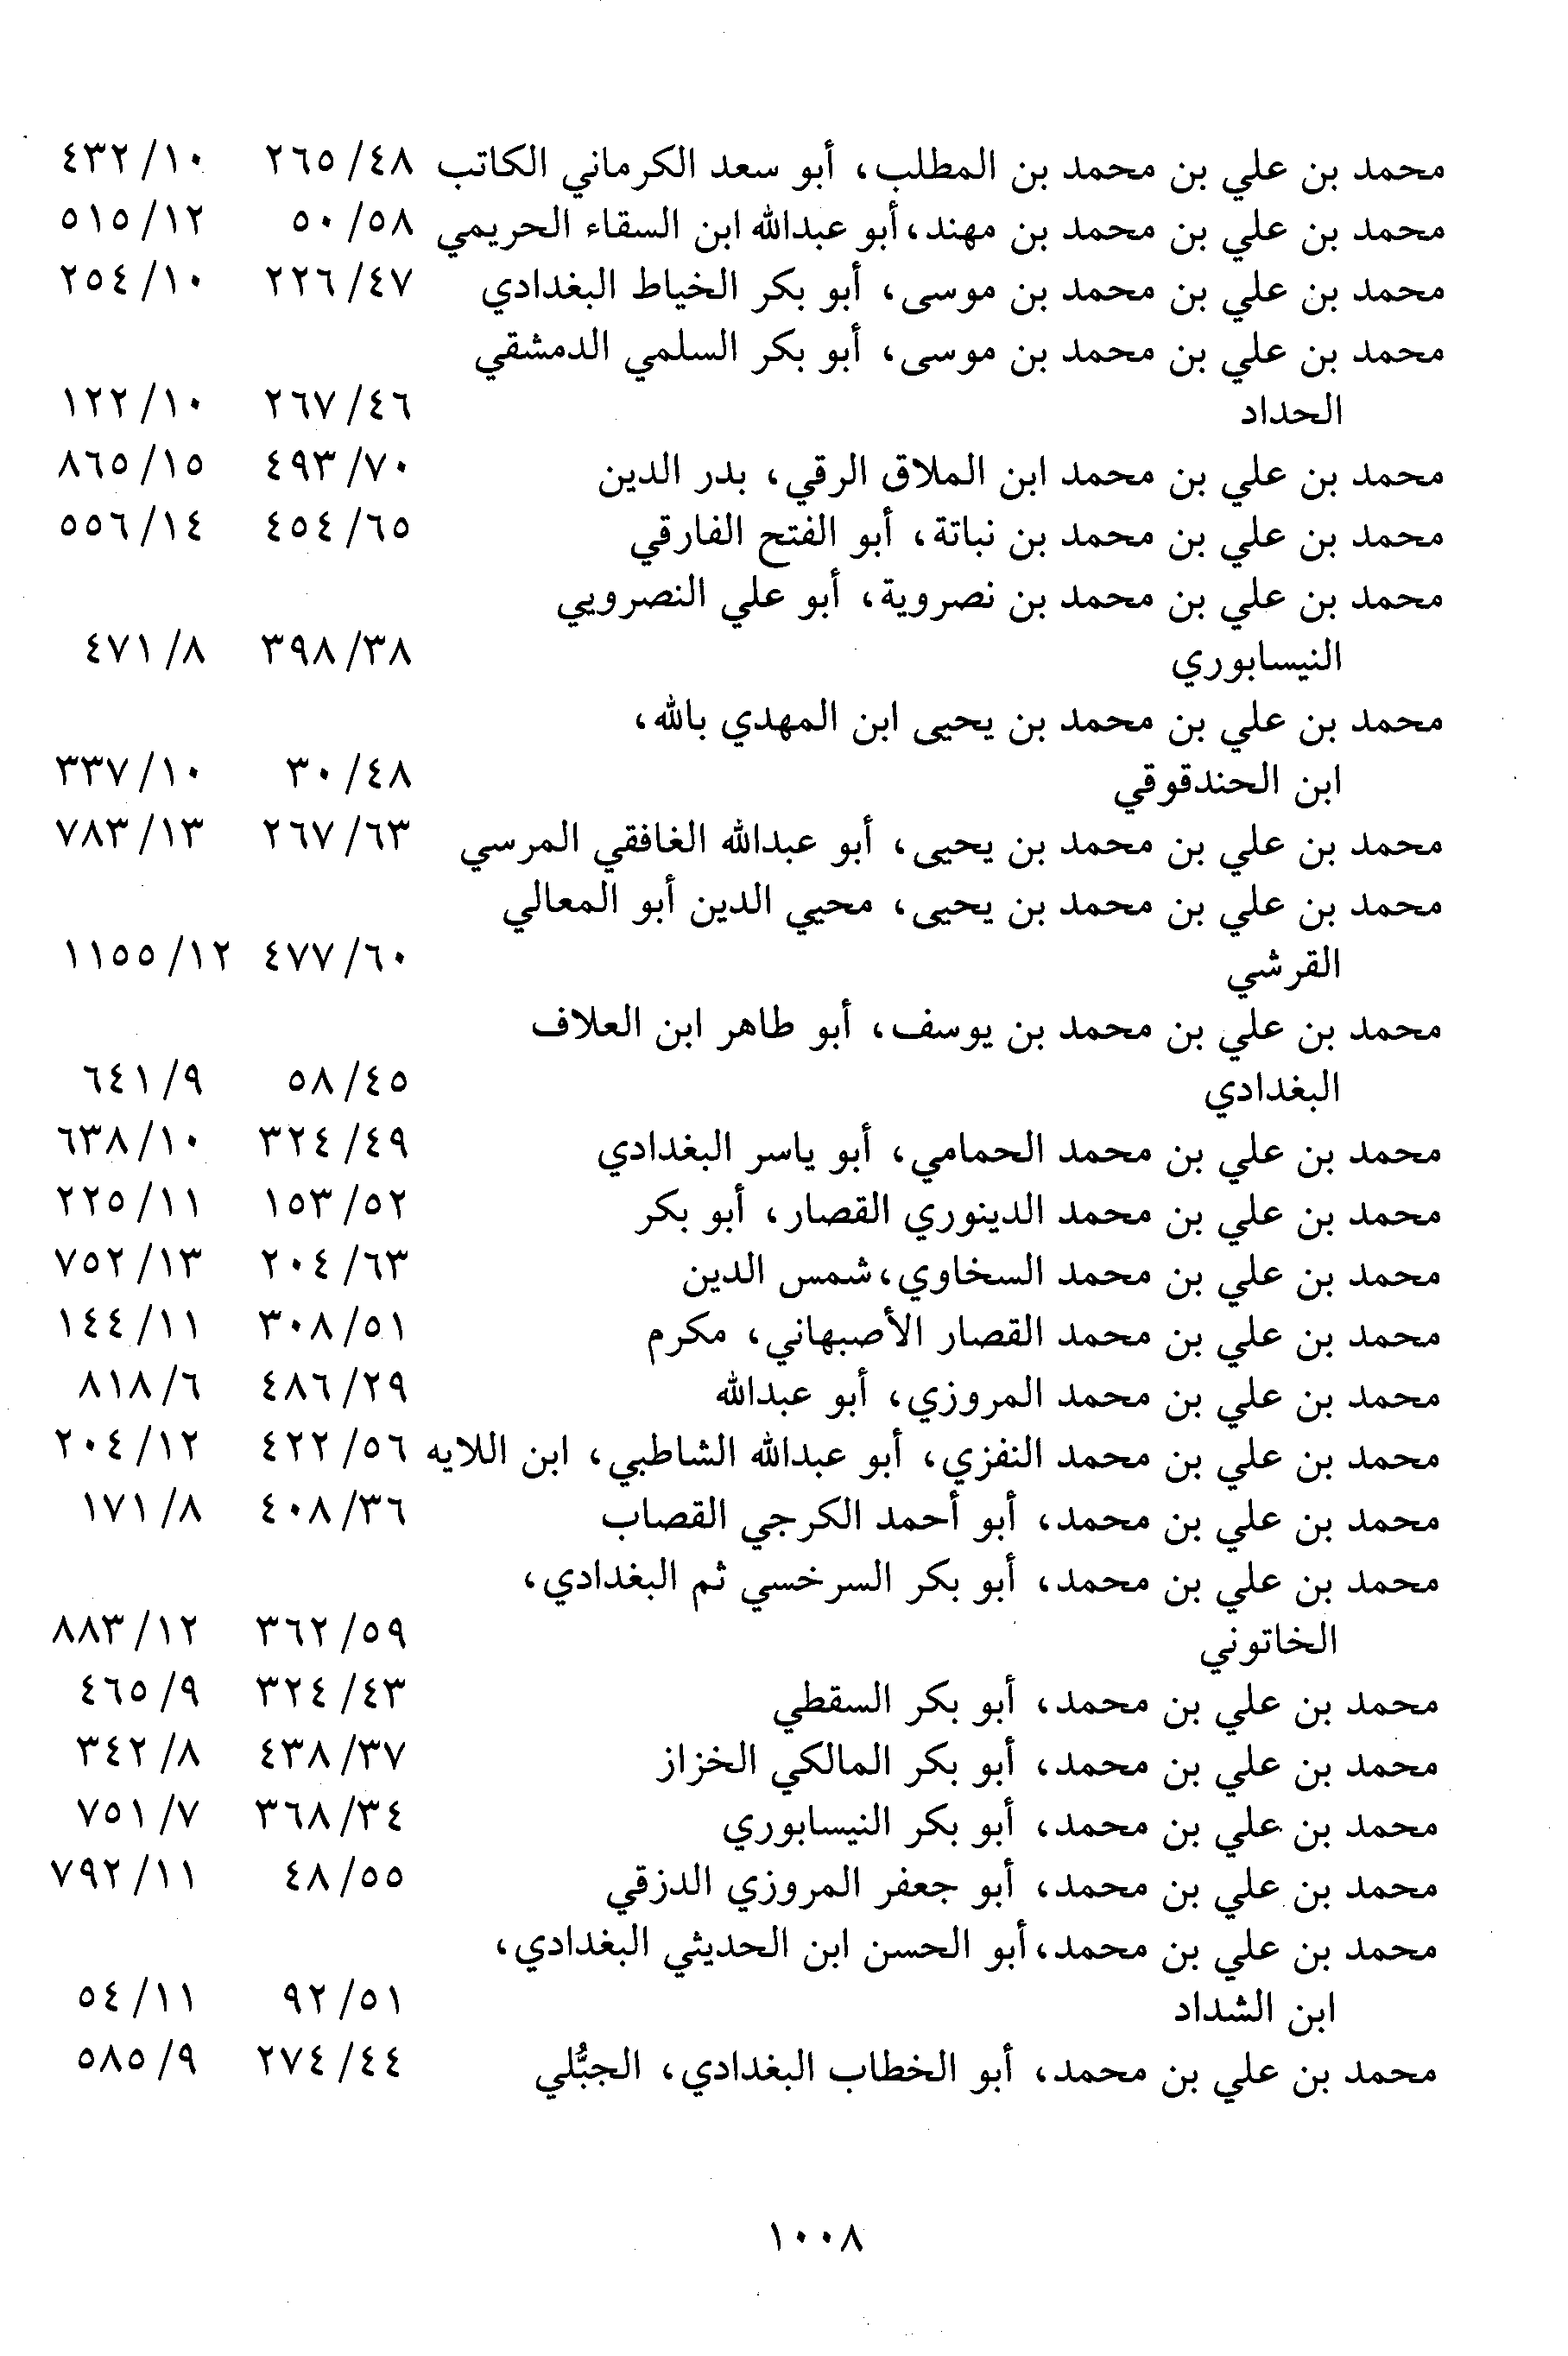 محمد بن علي بن محمد بن المطلب، أبو سعد الكرماني الكاتب ٢٦٥/٤٨ ٤٣٢/١٠
محمد بن علي بن محمد بن مهند، أبو عبدالله ابن السقاء الحريمي ٥٠/٥٨ ٥١٥/١٢
محمد بن علي بن محمد بن موسى، أبو بكر الخياط البغدادي ٢٢٦/٤٧ ٢٥٤/١٠
محمد بن علي بن محمد بن موسى، أبو بكر السلمي الدمشقي
الحداد ٢٦٧/٤٦ ١٢٢/١٠
محمد بن علي بن محمد ابن الملاق الرقي، بدر الدين ٤٩٣/٧٠ ٨٦٥/١٥
محمد بن علي بن محمد بن نباتة، أبو الفتح الفارقي ٤٥٤/٦٥ ٥٥٦/١٤
محمد بن علي بن محمد بن نصروية، أبو علي النصرويي
النيسابوري ٣٩٨/٣٨ ٤٧١/٨
محمد بن علي بن محمد بن يحيى ابن المهدي بالله،
ابن الحندقوقي ٣٠/٤٨ ٣٣٧/١٠
محمد بن علي بن محمد بن يحيى، أبو عبدالله الغافقي المرسي ٢٦٧/٦٣ ٧٨٣/١٣
محمد بن علي بن محمد بن يحيى، محيي الدين أبو المعالي
القرشي ٤٧٧/٦٠ ١١٥٥/١٢
محمد بن علي بن محمد بن يوسف، أبو طاهر ابن العلاف
البغدادي ٥٨/٤٥ ٦٤١/٩
محمد بن علي بن محمد الحمامي، أبو ياسر البغدادي ٣٢٤/٤٩ ٦٣٨/١٠
محمد بن علي بن محمد الدينوري القصار، أبو بكر ١٥٣/٥٢ ٢٢٥/١١
محمد بن علي بن محمد السخاوي، شمس الدين ٢٠٤/٦٣ ٧٥٢/١٣
محمد بن علي بن محمد القصار الأصبهاني، مكرم ٣٠٨/٥١ ١٤٤/١١
محمد بن علي بن محمد المروزي، أبو عبدالله ٤٨٦/٢٩ ٨١٨/٦
محمد بن علي بن محمد النفزي، أبو عبدالله الشاطبي، ابن اللايه ٤٢٢/٥٦ ٢٠٤/١٢
محمد بن علي بن محمد، أبو أحمد الكرجي القصاب ٤٠٨/٣٦ ١٧١/٨
محمد بن علي بن محمد، أبو بكر السرخسي ثم البغدادي،
الخاتوني ٣٦٢/٥٩ ٨٨٣/١٢
محمد بن علي بن محمد، أبو بكر السقطي ٣٢٤/٤٣ ٤٦٥/٩
محمد بن علي بن محمد، أبو بكر المالكي الخزاز ٤٣٨/٣٧ ٣٤٢/٨
محمد بن علي بن محمد، أبو بكر النيسابوري ٣٦٨/٣٤ ٧٥١/٧
محمد بن علي بن محمد، أبو جعفر المروزي الدزقي ٤٨/٥٥ ٧٩٢/١١
محمد بن علي بن محمد، أبو الحسن ابن الحديثي البغدادي،
ابن الشداد ٩٢/٥١ ٥٤/١١
محمد بن علي بن محمد، أبو الخطاب البغدادي، الجبُّلي ٢٧٤/٤٤ ٥٨٥/٩
١٠٠٨